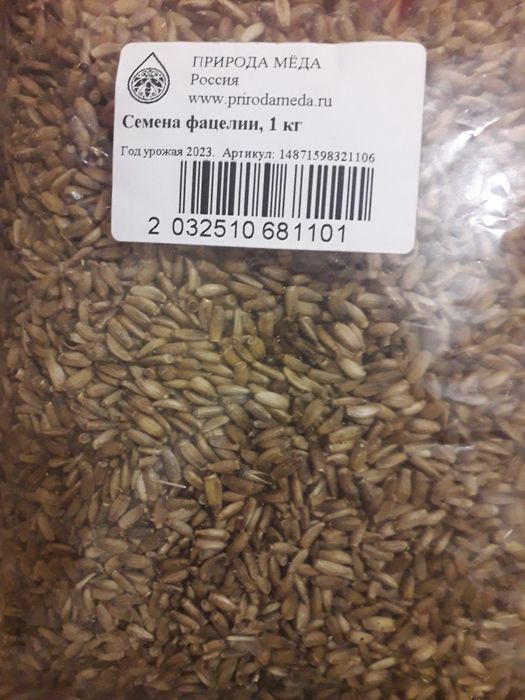 ПРИРОДА МЁДА
Россия
www.prirodameda.ru
Семена фацелии, 1 кг
Год урожая 2023. Артикул: 14871598321106
2 032510 681101